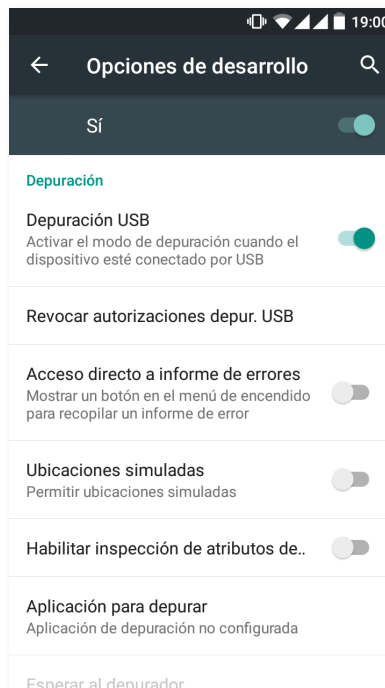 19:00
Opciones de desarrollo
Sí
Depuración
Depuración USB
Activar el modo de depuración cuando el
dispositivo esté conectado por USB
Revocar autorizaciones depur. USB
Acceso directo a informe de errores
Mostrar un botón en el menú de encendido
para recopilar un informe de error
Ubicaciones simuladas
Permitir ubicaciones simuladas
Habilitar inspección de atributos de..
Aplicación para depurar
Aplicación de depuración no configurada
Esperar al depurador